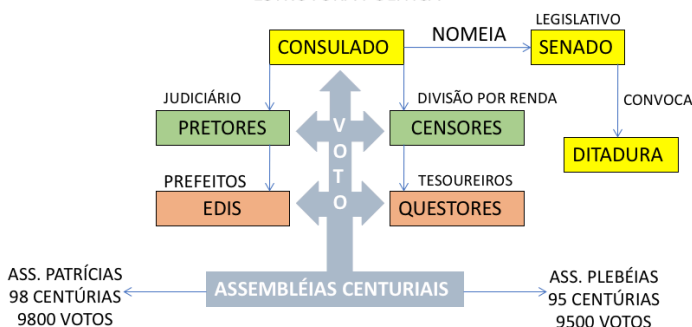 LEGISLATIVO
CONSULADO
NOMEIA
SENADO
JUDICIÁRIO
DIVISÃO POR RENDA
CONVOCA
PRETORES
VOTO
CENSORES
DITADURA
PREFEITOS
TESOUREIROS
EDIS
QUESTORES
ASS. PATRÍCIAS
98 CENTÚRIAS
9800 VOTOS
ASSEMBLÉIAS CENTURIAIS
ASS. PLEBÉIAS
95 CENTÚRIAS
9500 VOTOS